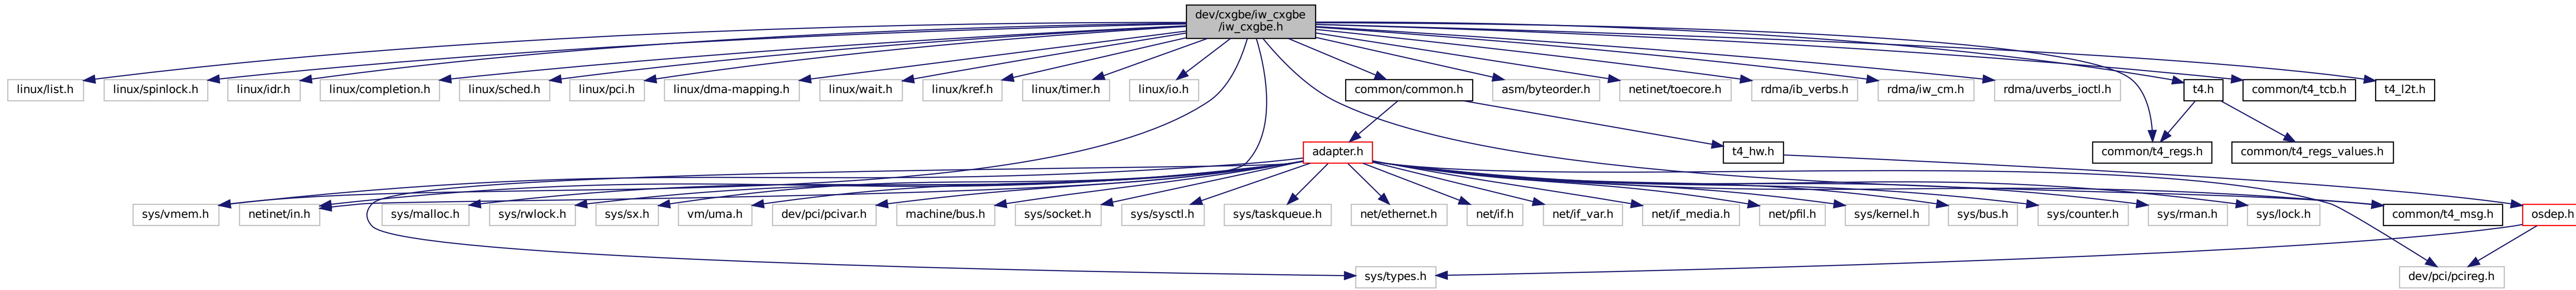 dev/cxgbe/iw_cxgbe
/iw_cxgbe.h
linux/list.h
linux/spinlock.h
linux/idr.h
linux/completion.h
linux/sched.h
linux/pci.h
linux/dma-mapping.h
linux/wait.h
linux/kref.h
linux/timer.h
linux/io.h
common/common.h
asm/byteorder.h
netinet/toecore.h
rdma/ib_verbs.h
rdma/iw_cm.h
rdma/uverbs_ioctl.h
t4.h
common/t4_tcb.h
t4_l2t.h
adapter.h
t4_hw.h
common/t4_regs.h
common/t4_regs_values.h
sys/vmem.h
netinet/in.h
sys/malloc.h
sys/rwlock.h
sys/sx.h
vm/uma.h
dev/pci/pcivar.h
machine/bus.h
sys/socket.h
sys/sysctl.h
sys/taskqueue.h
net/ethernet.h
net/if.h
net/if_var.h
net/if_media.h
net/pfil.h
sys/kernel.h
sys/bus.h
sys/counter.h
sys/rman.h
sys/lock.h
common/t4_msg.h
osdep.h
sys/types.h
dev/pci/pcireg.h